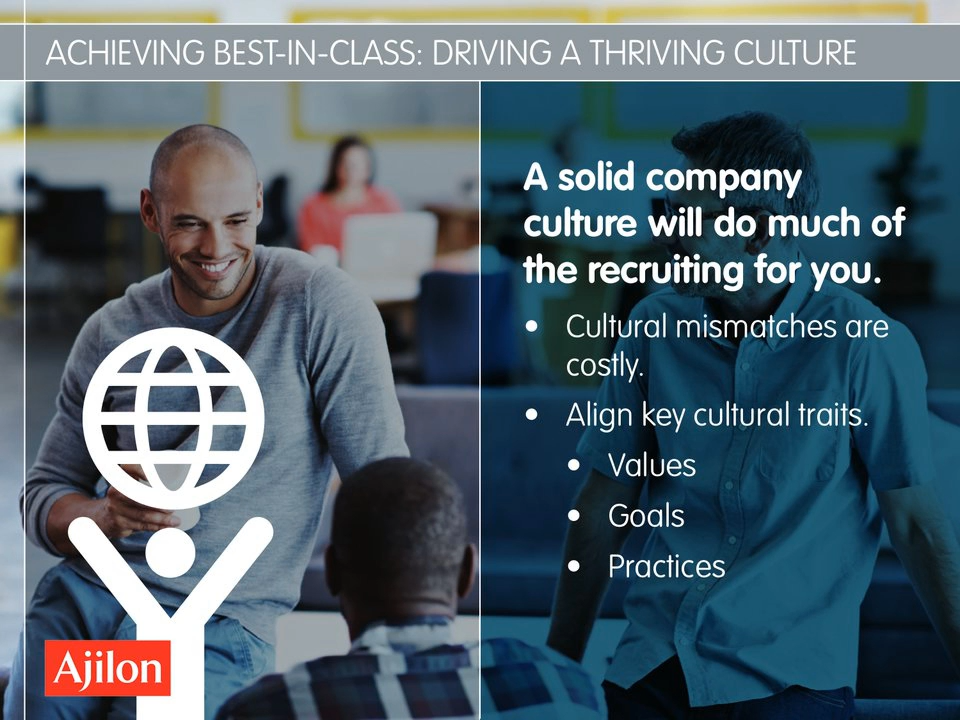 ACHIEVING BEST-IN-CLASS: DRIVING A THRIVING CULTURE
A solid company
culture will do much of
the recruiting for you.
• Cultural mismatches are
costly.
• Align key cultural traits.
• Values
• Goals
• Practices
Ajilon